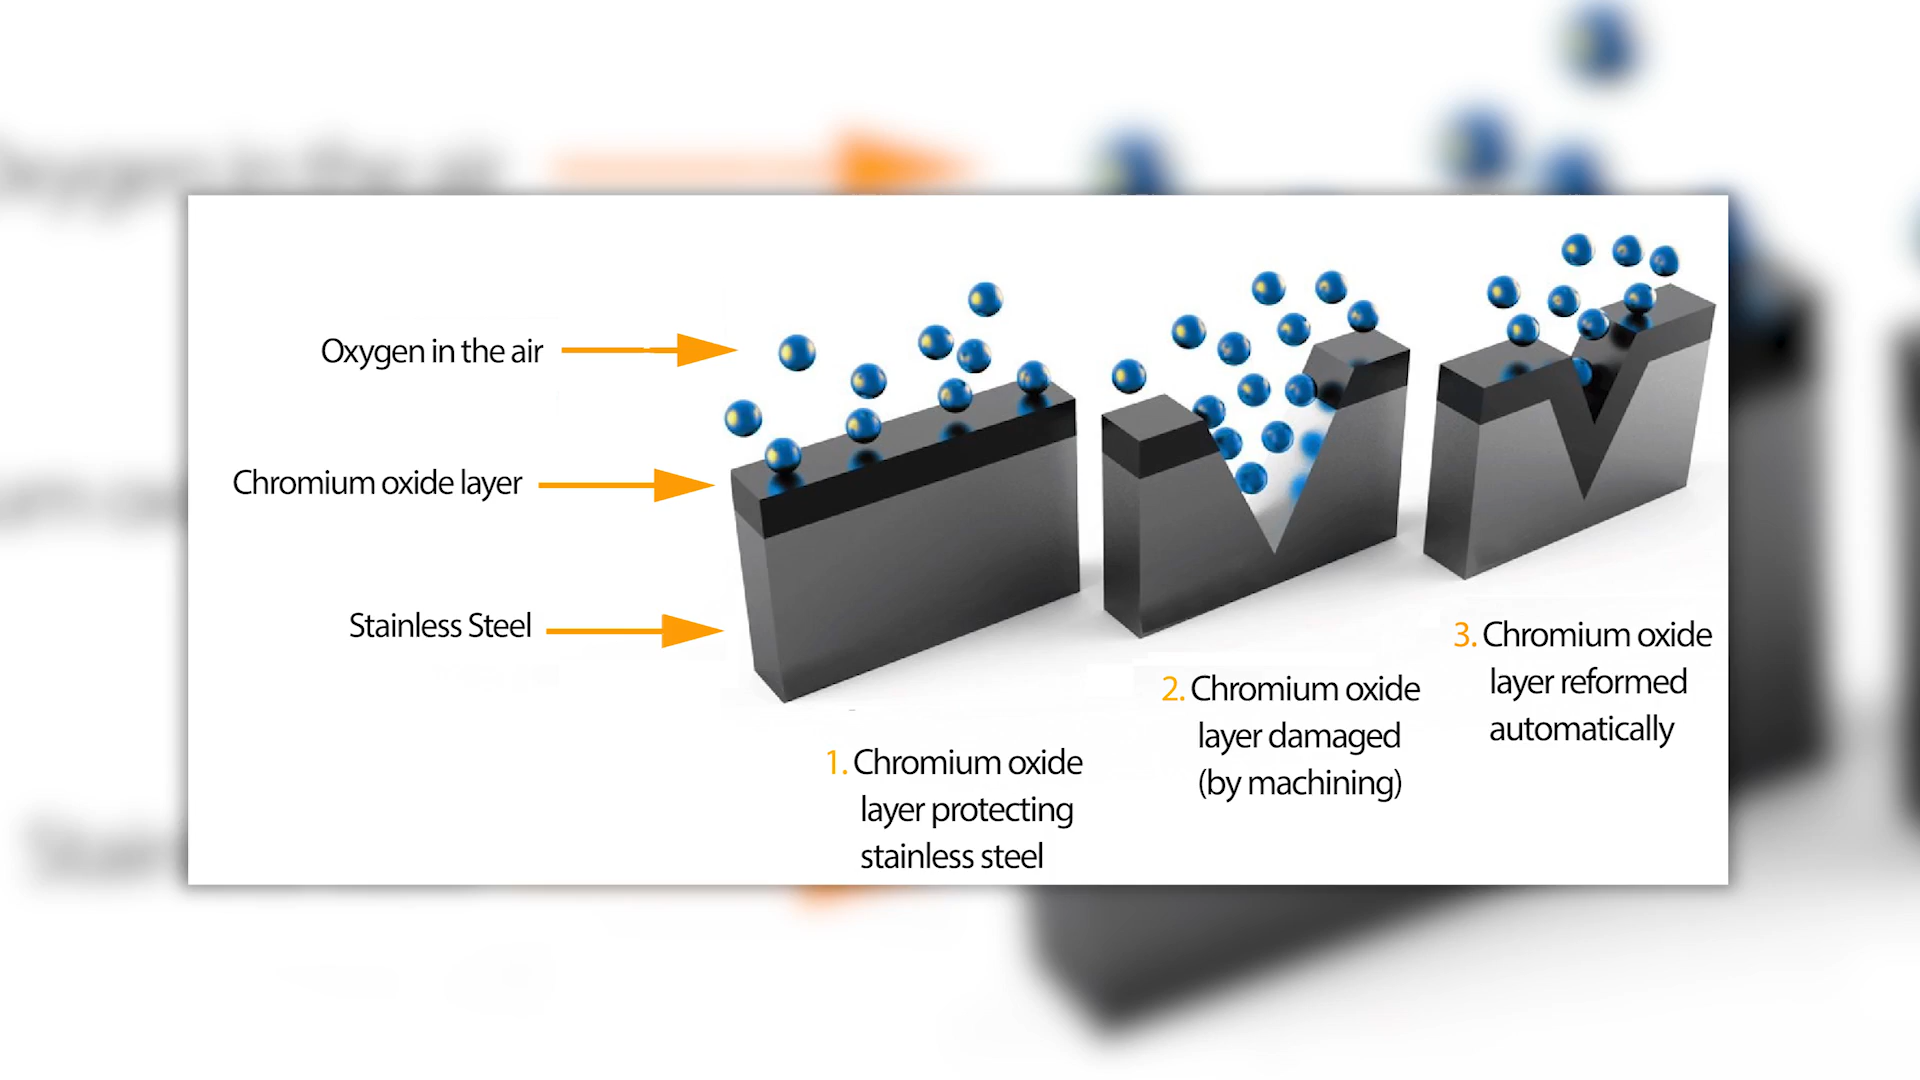 Oxygen in the air
Chromium oxide layer
Stainless Steel
1. Chromium oxide
layer protecting
stainless steel
2. Chromium oxide
layer damaged
(by machining)
3. Chromium oxide
layer reformed
automatically